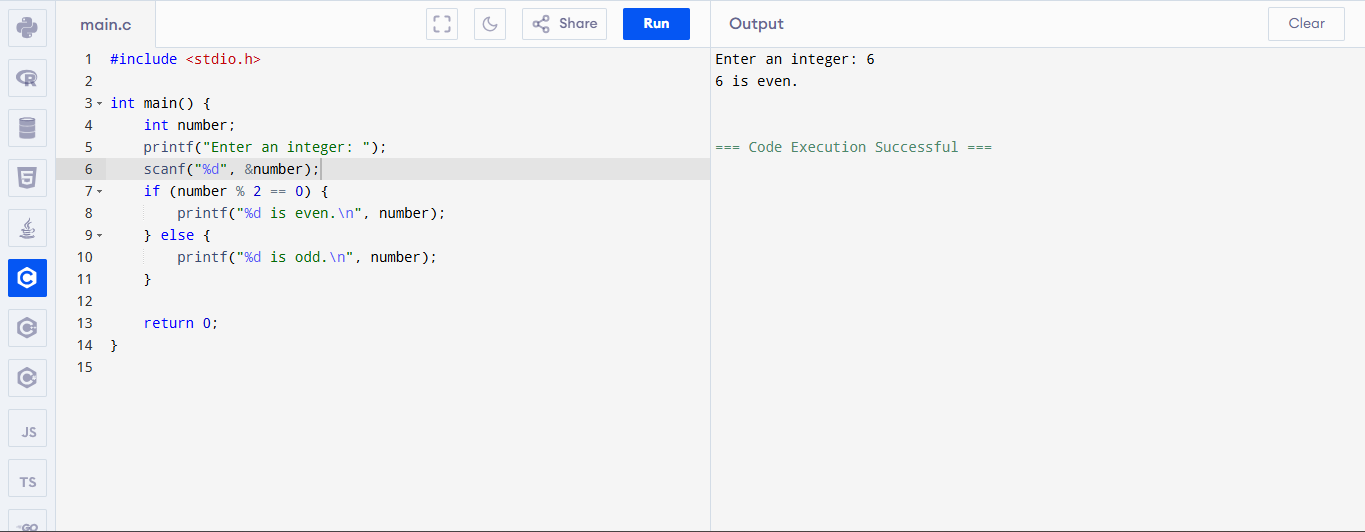 main.c
Share
Run
Output
Clear
1 #include <stdio.h>
2
3 int main() {
4     int number;
5     printf("Enter an integer: ");
6     scanf("%d", &number);
7     if (number % 2 == 0) {
8         printf("%d is even.\n", number);
9     } else {
10         printf("%d is odd.\n", number);
11     }
12
13     return 0;
14 }
15
Enter an integer: 6
6 is even.
=== Code Execution Successful ===
JS
TS
GO